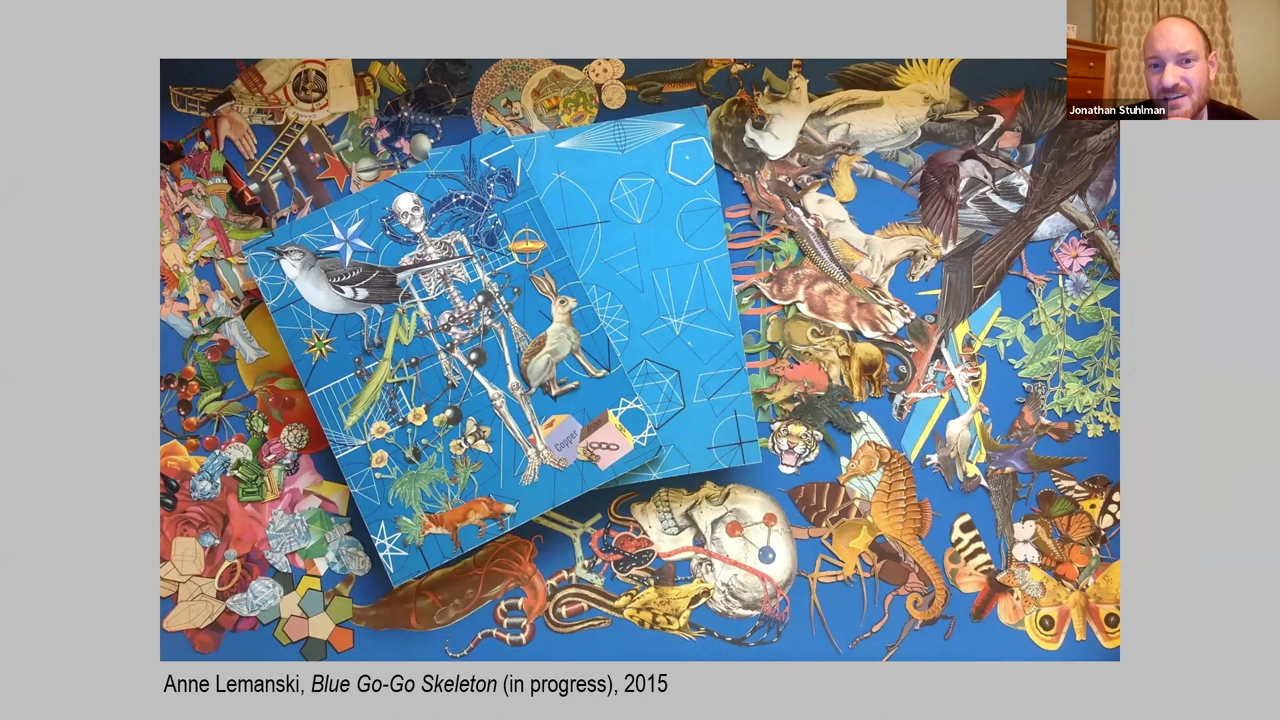 Jonathan Stuhlman
Copper
Anne Lemanski, Blue Go-Go Skeleton (in progress), 2015